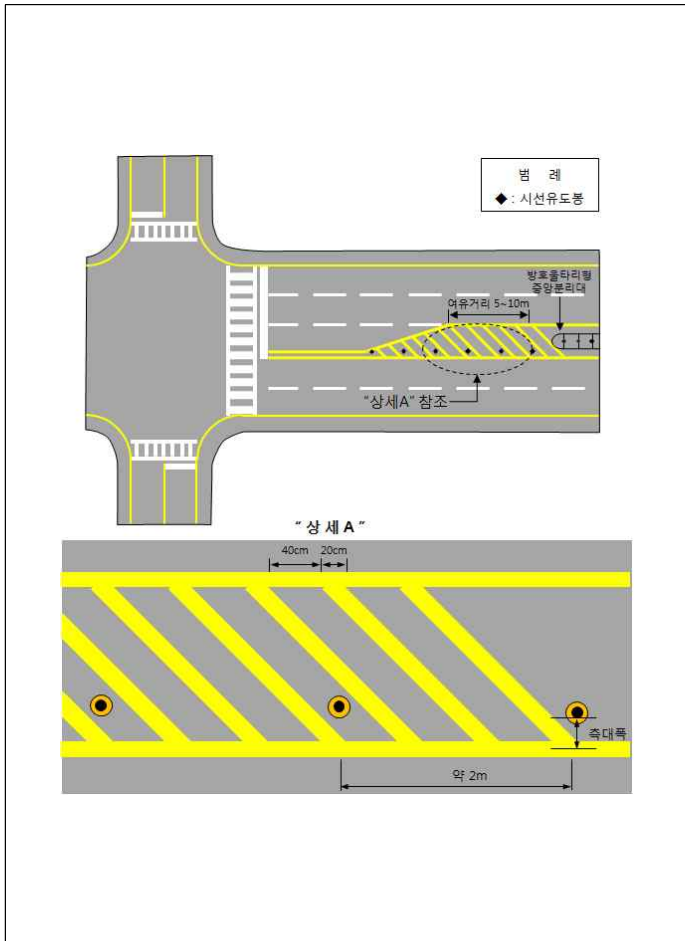 범 례
◆ : 시선유도봉
방호울타리형
중앙분리대
여유거리 5~10m
"상세A" 참조
" 상 세 A "
40cm 20cm
측대폭
약 2m